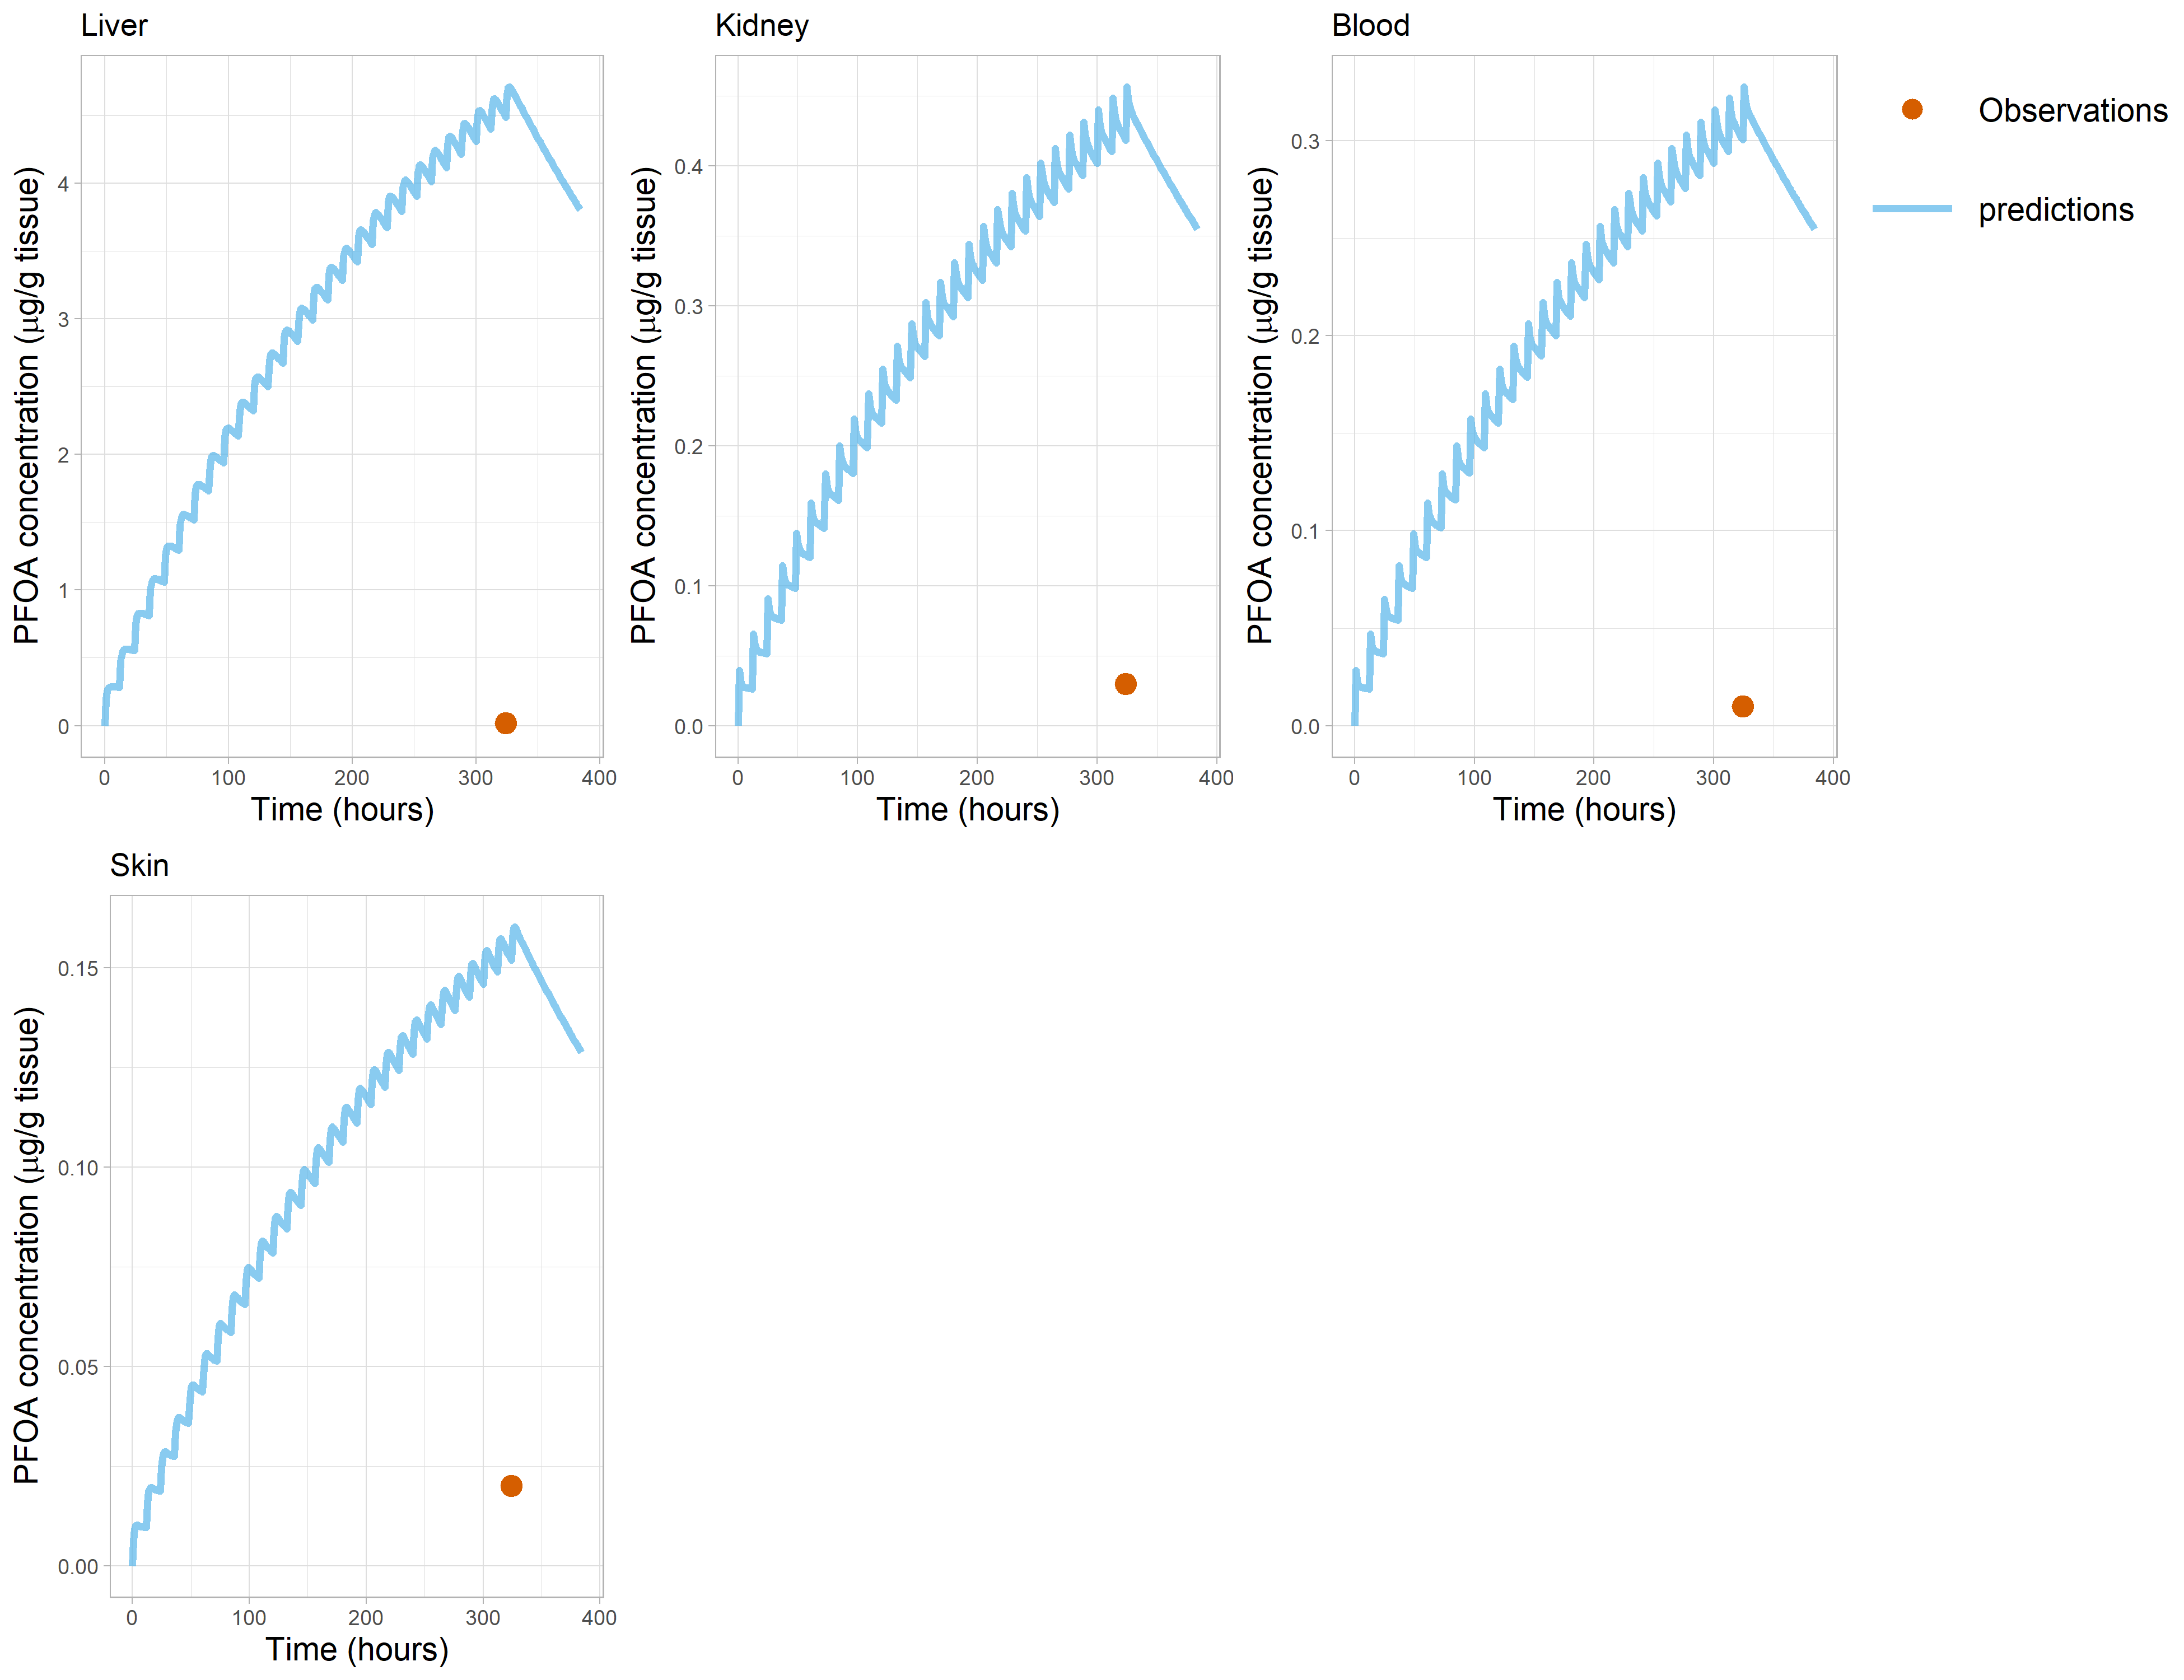 Liver
PFOA concentration (μg/g tissue)
4
3
2
1
0
0 100 200 300 400
Time (hours)
Kidney
PFOA concentration (μg/g tissue)
0.4
0.3
0.2
0.1
0.0
0 100 200 300 400
Time (hours)
Blood
PFOA concentration (μg/g tissue)
0.3
0.2
0.1
0.0
0 100 200 300 400
Time (hours)
Observations
predictions
Skin
PFOA concentration (μg/g tissue)
0.15
0.10
0.05
0.00
0 100 200 300 400
Time (hours)